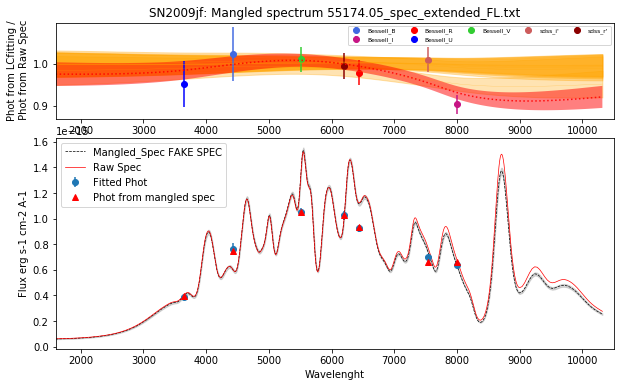 SN2009jf: Mangled spectrum 55174.05_spec_extended_FL.txt
Phot from LCfitting /
Phot from Raw Spec
1.0
0.9
Bessell_B
Bessell_I
Bessell_R
Bessell_U
Bessell_V
sdss_i'
sdss_r'
2000 3000 4000 5000 6000 7000 8000 9000 10000
Flux erg s-1 cm-2 A-1
1.6
1.4
1.2
1.0
0.8
0.6
0.4
0.2
0.0
Mangled_Spec FAKE SPEC
Raw Spec
Fitted Phot
Phot from mangled spec
2000 3000 4000 5000 6000 7000 8000 9000 10000
Wavelenght